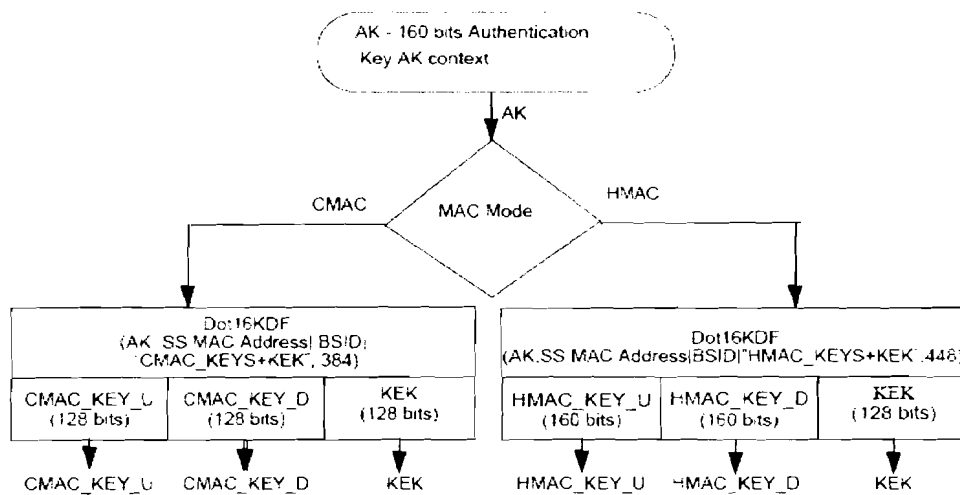 AK - 160 bits Authentication
Key AK context
AK
CMAC
MAC Mode
HMAC
Dot16KDF
(AK, SS MAC Address| BSID|
"CMAC_KEYS+KEK", 384)
CMAC_KEY_U
(128 bits)
CMAC_KEY_D
(128 bits)
KEK
(128 bits)
Dot16KDF
(AK,SS MAC Address|BSID|"HMAC_KEYS+KEK",448)
HMAC_KEY_U
(160 bits)
HMAC_KEY_D
(160 bits)
KEK
(128 bits)
CMAC_KEY_U
CMAC_KEY_D
KEK
HMAC_KEY_U
HMAC_KEY_D
KEK